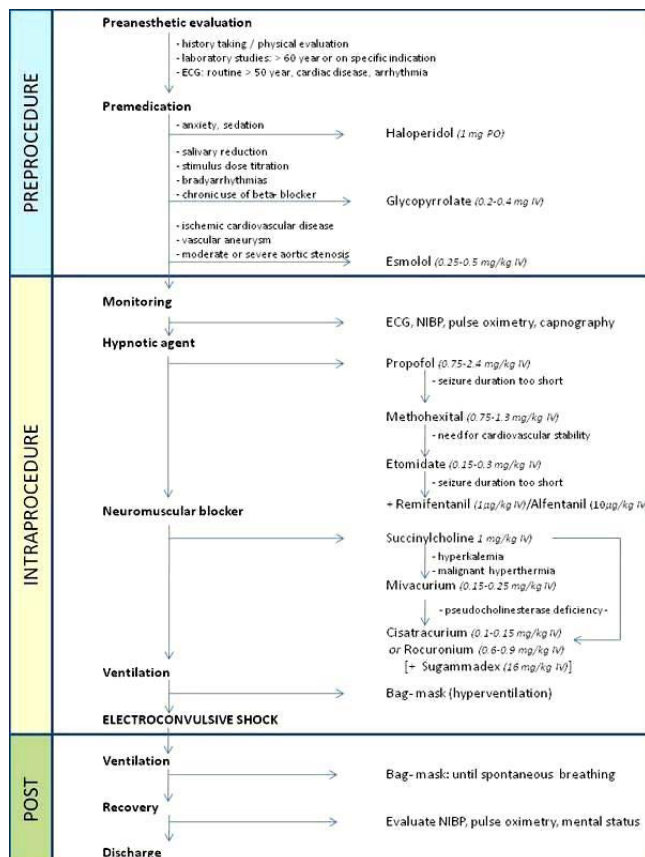 PREPROCEDURE
Preanesthetic evaluation
- history taking / physical evaluation
- laboratory studies: > 60 year or on specific indication
- ECG: routine > 50 year, cardiac disease, arrhythmia
Premedication
- anxiety, sedation
Haloperidol (1 mg PO)
- salivary reduction
- stimulus dose titration
- bradyarrhythmias
- chronic use of beta-blocker
Glycopyrrolate (0.2-0.4 mg IV)
- ischemic cardiovascular disease
- vascular aneurysm
- moderate or severe aortic stenosis
Esmolol (0.25-0.5 mg/kg IV)
INTRAPROCEDURE
Monitoring
ECG, NIBP, pulse oximetry, capnography
Hypnotic agent
Propofol (0.75-2.4 mg/kg IV)
- seizure duration too short
Methohexital (0.75-1.3 mg/kg IV)
- need for cardiovascular stability
Etomidate (0.15-0.3 mg/kg IV)
- seizure duration too short
+ Remifentanil (1µg/kg IV)/Alfentanil (10µg/kg IV
Neuromuscular blocker
Succinylcholine 1 mg/kg IV)
- hyperkalemia
- malignant hyperthermia
Mivacurium (0.15-0.25 mg/kg IV)
- pseudocholinesterase deficiency -
Cisatracurium (0.1-0.15 mg/kg IV)
or Rocuronium (0.6-0.9 mg/kg IV)
[+ Sugammadex (16 mg/kg IV)]
Ventilation
Bag-mask (hyperventilation)
ELECTROCONVULSIVE SHOCK
POST
Ventilation
Bag-mask: until spontaneous breathing
Recovery
Evaluate NIBP, pulse oximetry, mental status
Discharge